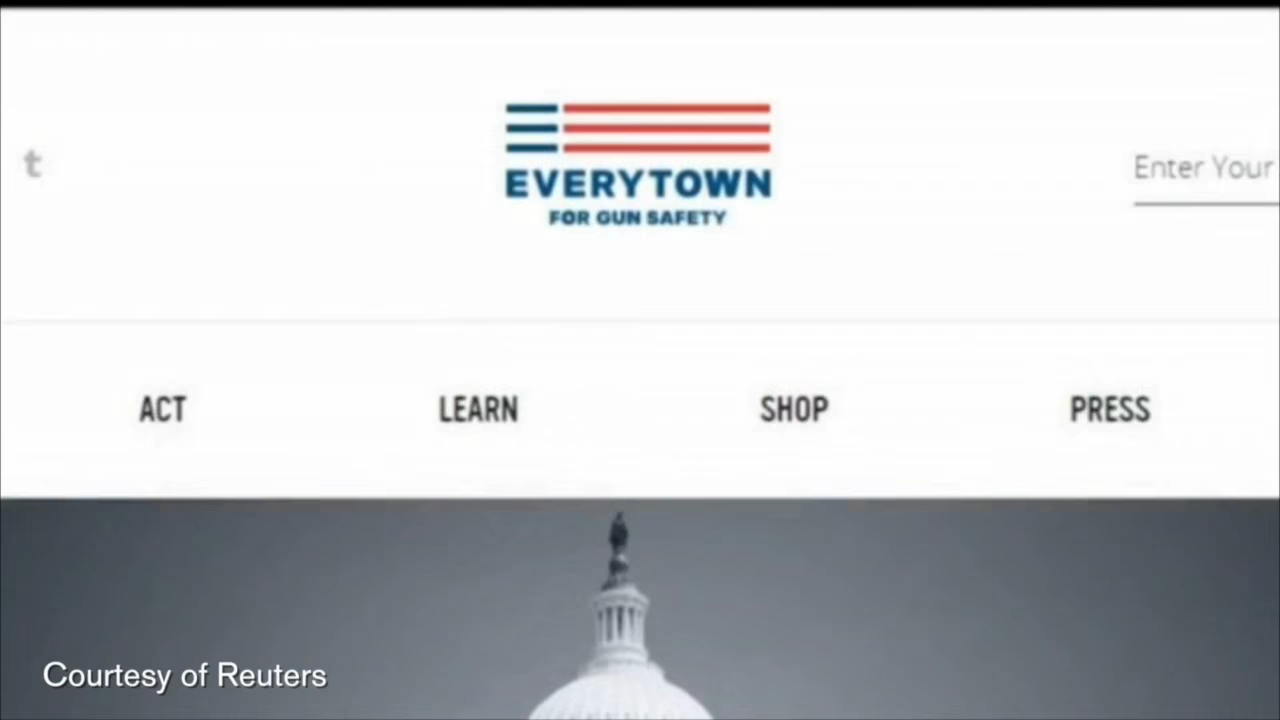 t
EVERYTOWN
FOR GUN SAFETY
Enter Your
ACT
LEARN
SHOP
PRESS
Courtesy of Reuters